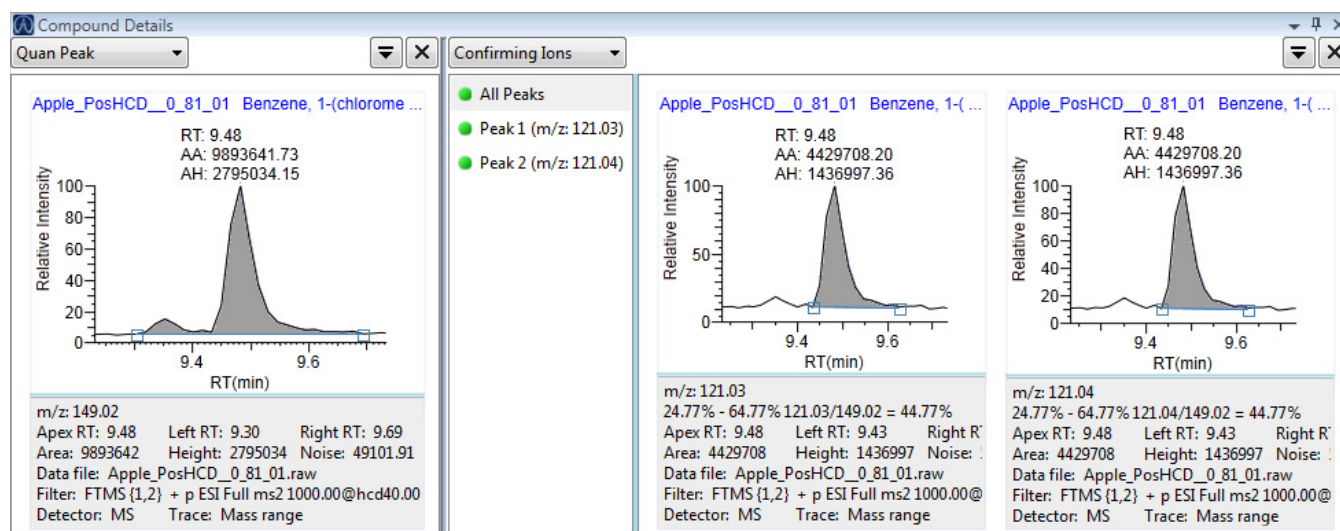 Compound Details
Quan Peak
Confirming Ions
Apple_PosHCD__0_81_01 Benzene, 1-(chlorome ...
RT: 9.48
AA: 9893641.73
AH: 2795034.15
Relative Intensity
100
80
60
40
20
0
9.4 9.6
RT(min)
m/z: 149.02
Apex RT: 9.48 Left RT: 9.30 Right RT: 9.69
Area: 9893642 Height: 2795034 Noise: 49101.91
Data file: Apple_PosHCD__0_81_01.raw
Filter: FTMS {1,2} + p ESI Full ms2 1000.00@hcd40.00
Detector: MS Trace: Mass range
All Peaks
Peak 1 (m/z: 121.03)
Peak 2 (m/z: 121.04)
Apple_PosHCD__0_81_01 Benzene, 1-( ...
RT: 9.48
AA: 4429708.20
AH: 1436997.36
Relative Intensity
100
50
0
9.4 9.6
RT(min)
m/z: 121.03
24.77% - 64.77% 121.03/149.02 = 44.77%
Apex RT: 9.48 Left RT: 9.43 Right R
Area: 4429708 Height: 1436997 Noise:
Data file: Apple_PosHCD__0_81_01.raw
Filter: FTMS {1,2} + p ESI Full ms2 1000.00@
Detector: MS Trace: Mass range
Apple_PosHCD__0_81_01 Benzene, 1-( ...
RT: 9.48
AA: 4429708.20
AH: 1436997.36
Relative Intensity
100
80
60
40
20
0
9.4 9.6
RT(min)
m/z: 121.04
24.77% - 64.77% 121.04/149.02 = 44.77%
Apex RT: 9.48 Left RT: 9.43 Right R
Area: 4429708 Height: 1436997 Noise:
Data file: Apple_PosHCD__0_81_01.raw
Filter: FTMS {1,2} + p ESI Full ms2 1000.00@
Detector: MS Trace: Mass range